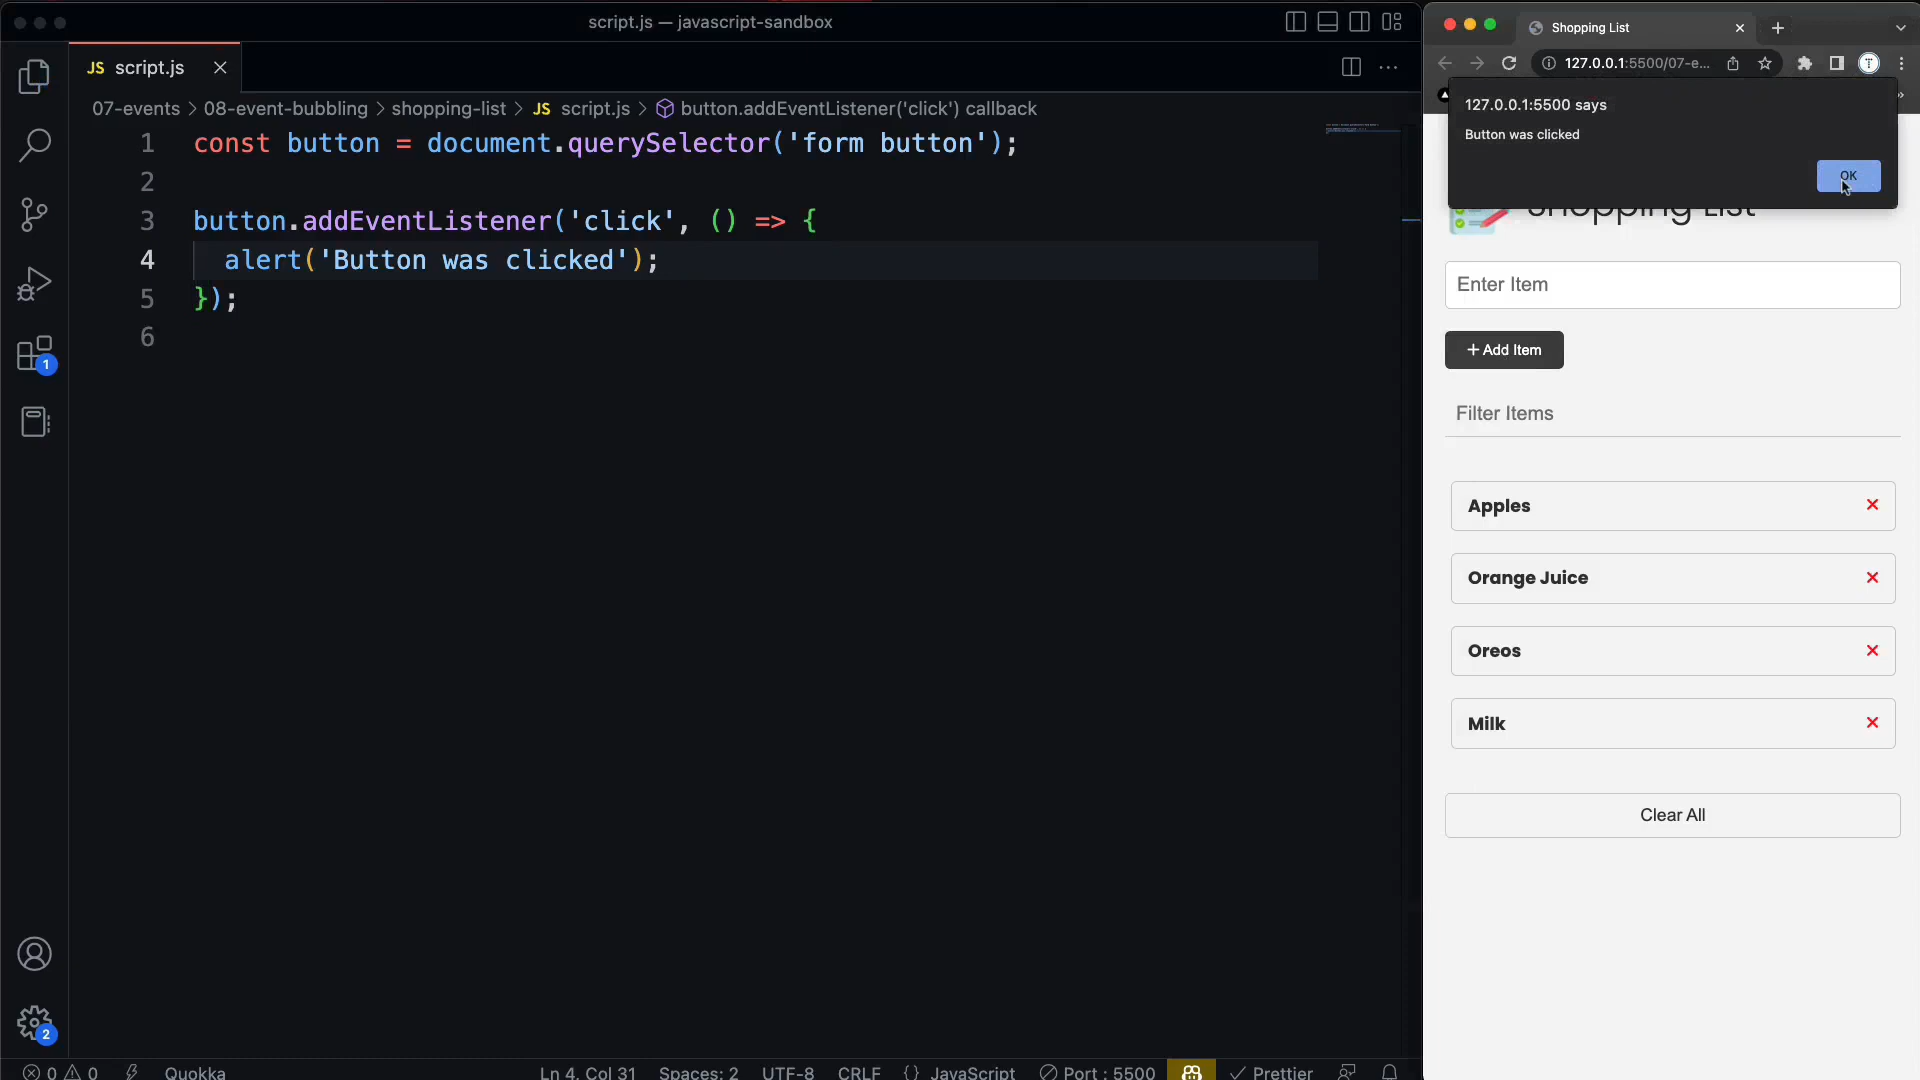 script.js — javascript-sandbox
JS script.js
07-events > 08-event-bubbling > shopping-list > JS script.js > button.addEventListener('click') callback
1 const button = document.querySelector('form button');
2
3 button.addEventListener('click', () => {
4 alert('Button was clicked');
5 });
6
1
2
0 0 Quokka Ln 4, Col 31 Spaces: 2 UTF-8 CRLF {} JavaScript Port : 5500 Prettier
Shopping List
127.0.0.1:5500/07-e...
T
127.0.0.1:5500 says
Button was clicked
OK
Shopping List
Enter Item
+ Add Item
Filter Items
Apples
Orange Juice
Oreos
Milk
Clear All